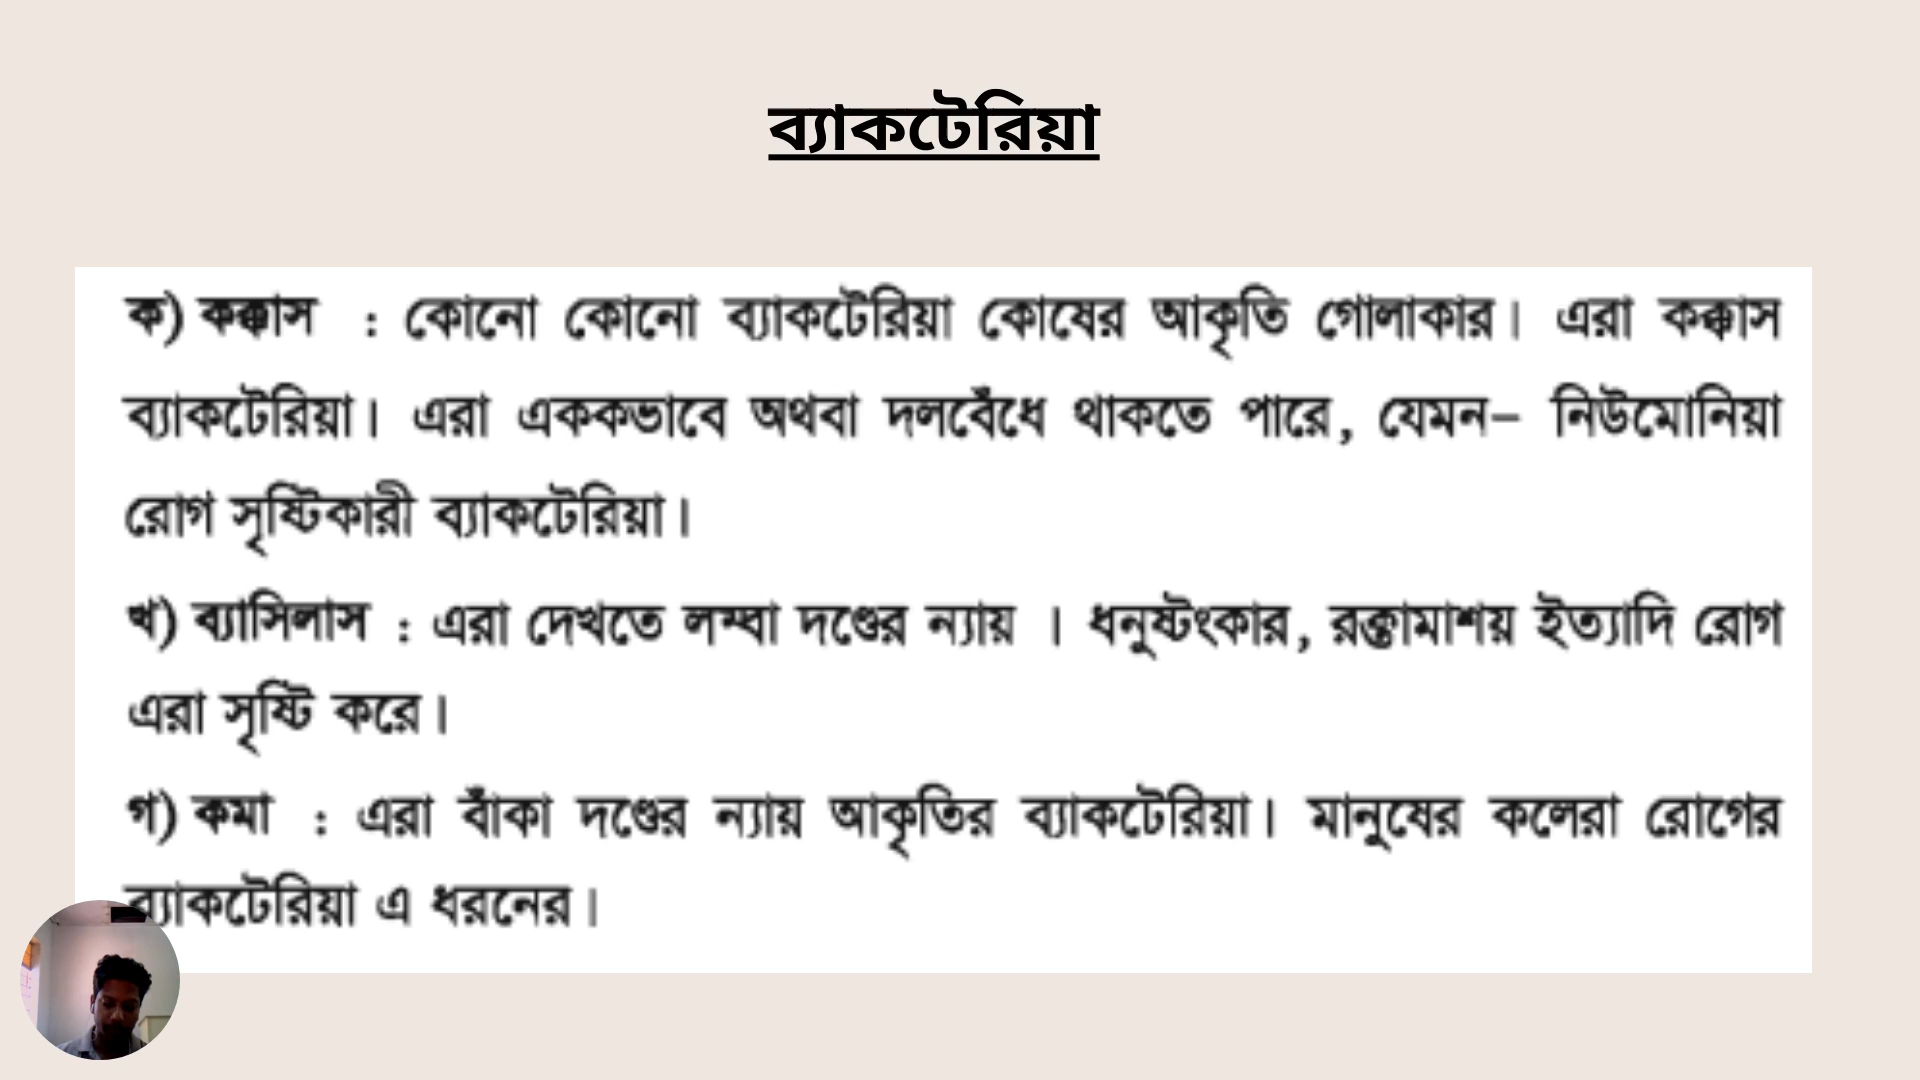 ব্যাকটেরিয়া
ক) কক্কাস : কোনো কোনো ব্যাকটেরিয়া কোষের আকৃতি গোলাকার। এরা কক্কাস
ব্যাকটেরিয়া। এরা এককভাবে অথবা দলবেঁধে থাকতে পারে, যেমন– নিউমোনিয়া
রোগ সৃষ্টিকারী ব্যাকটেরিয়া।
খ) ব্যাসিলাস : এরা দেখতে লম্বা দণ্ডের ন্যায় । ধনুষ্টংকার, রক্তামাশয় ইত্যাদি রোগ
এরা সৃষ্টি করে।
গ) কমা : এরা বাঁকা দণ্ডের ন্যায় আকৃতির ব্যাকটেরিয়া। মানুষের কলেরা রোগের
ব্যাকটেরিয়া এ ধরনের।